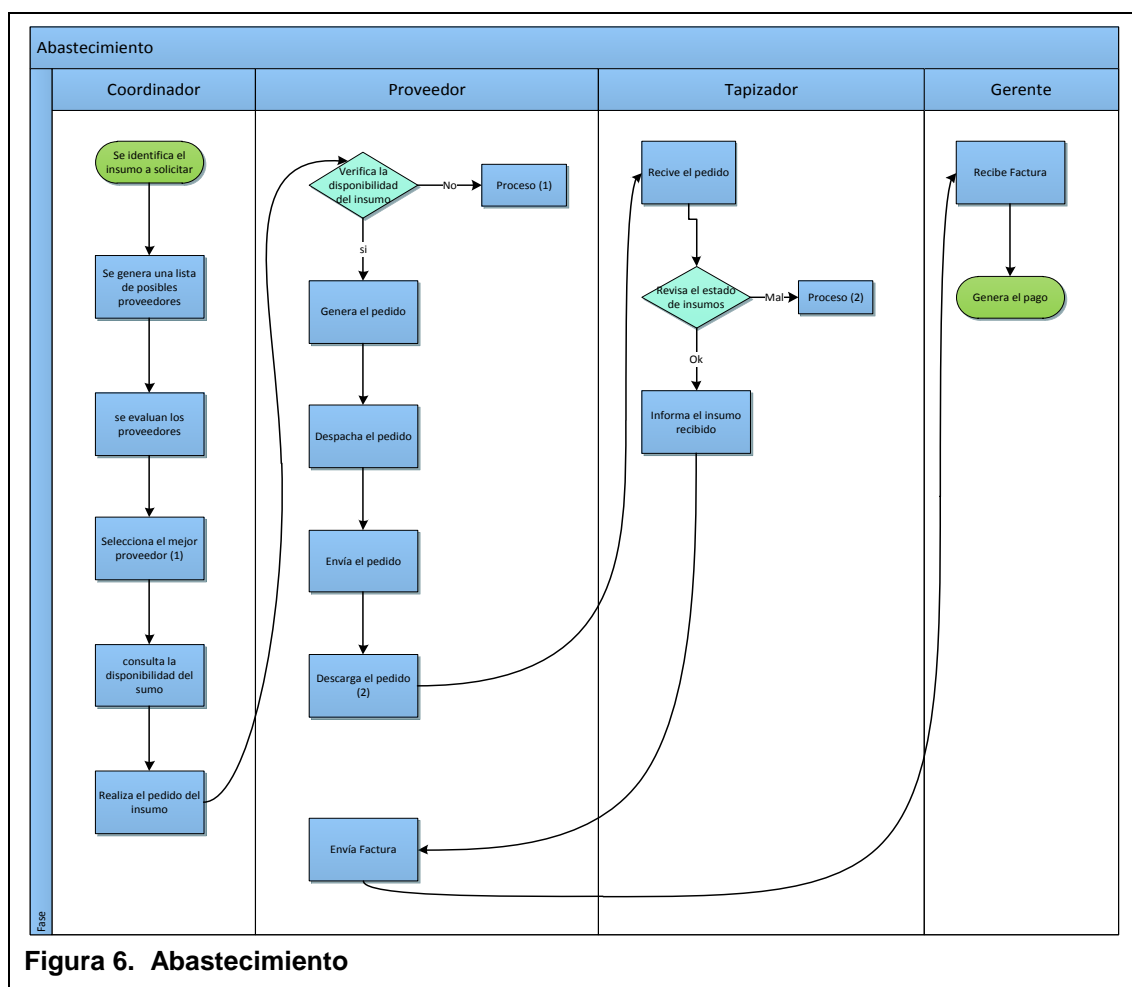 Abastecimiento
Coordinador
Proveedor
Tapizador
Gerente
Fase
Se identifica el
insumo a solicitar
Se genera una lista
de posibles
proveedores
se evaluan los
proveedores
Selecciona el mejor
proveedor (1)
consulta la
disponibilidad del
sumo
Realiza el pedido del
insumo
Verifica la
disponibilidad
del insumo
No
Proceso (1)
si
Genera el pedido
Despacha el pedido
Envía el pedido
Descarga el pedido
(2)
Envía Factura
Recive el pedido
Revisa el estado
de insumos
Mal
Proceso (2)
Ok
Informa el insumo
recibido
Recibe Factura
Genera el pago
Figura 6. Abastecimiento